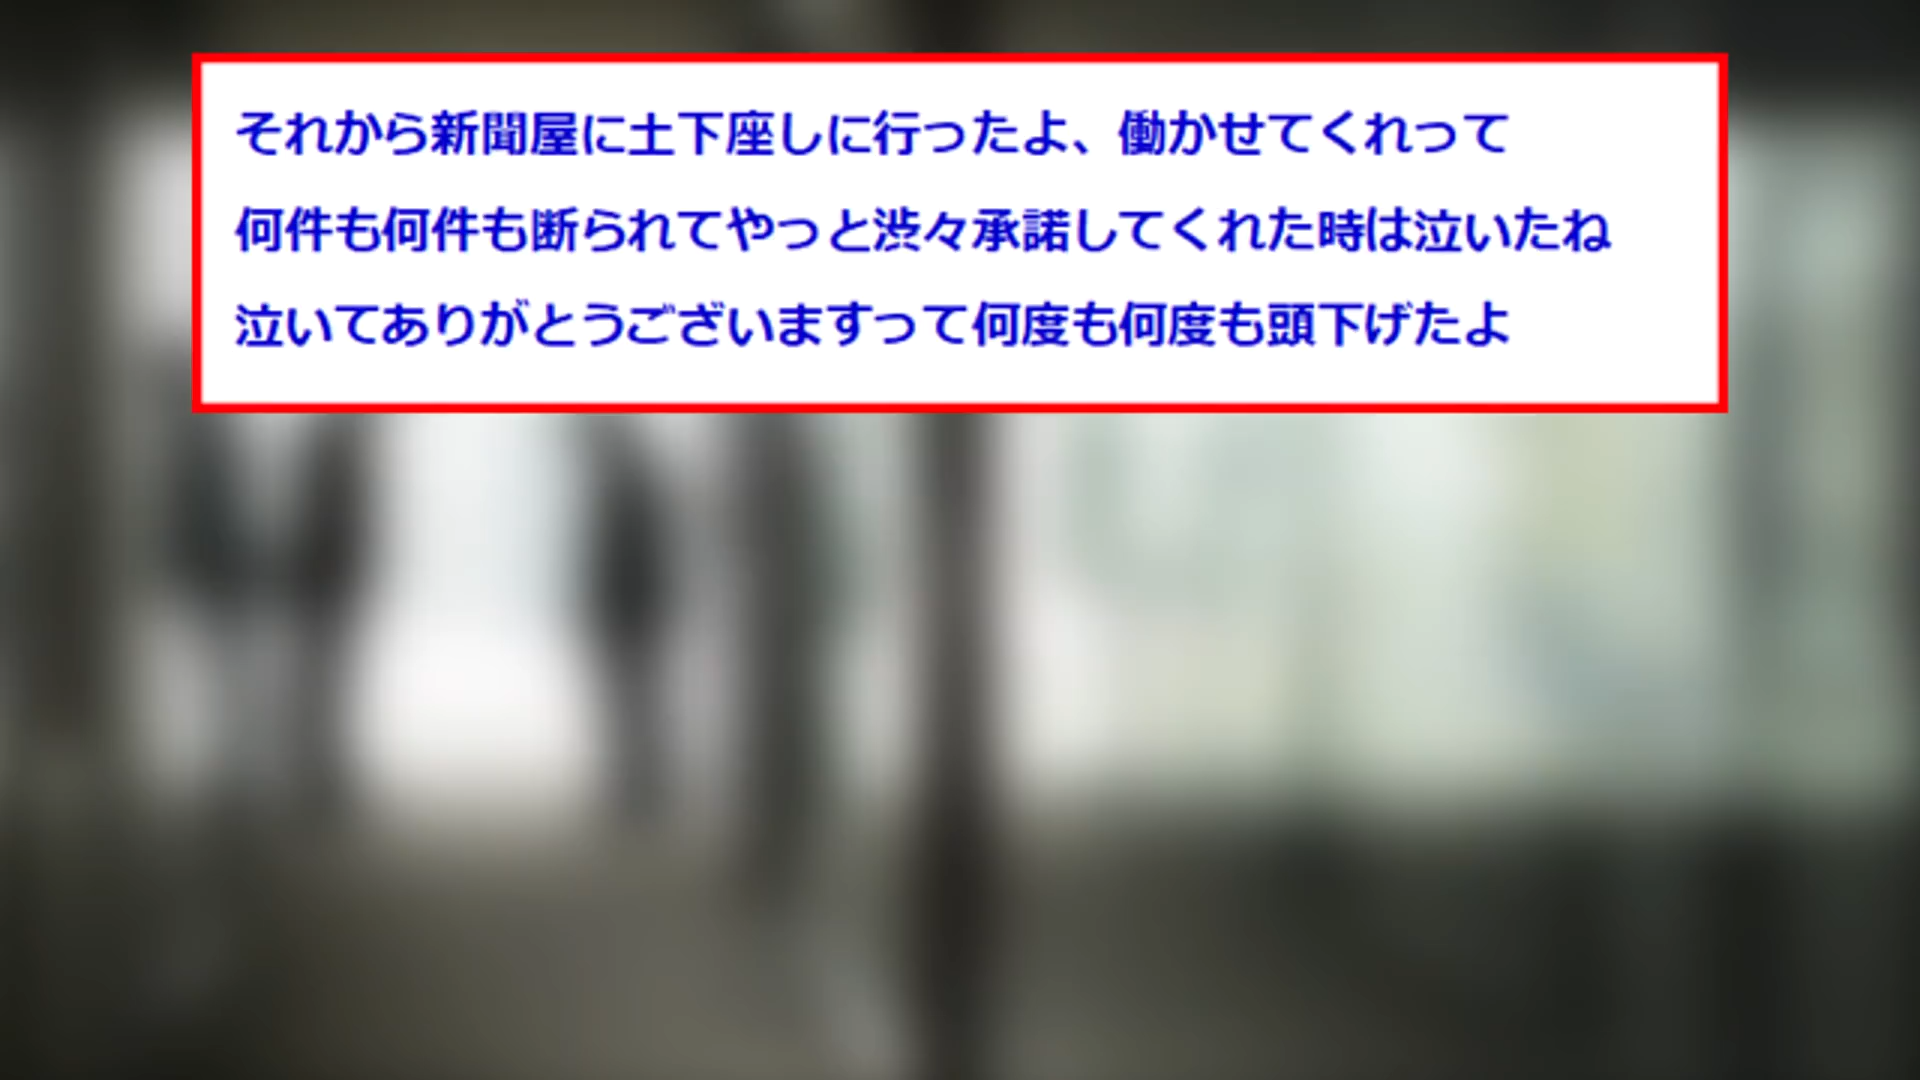 それから新聞屋に土下座しに行ったよ、働かせてくれって
何件も何件も断られてやっと渋々承諾してくれた時は泣いたね
泣いてありがとうございますって何度も何度も頭下げたよ